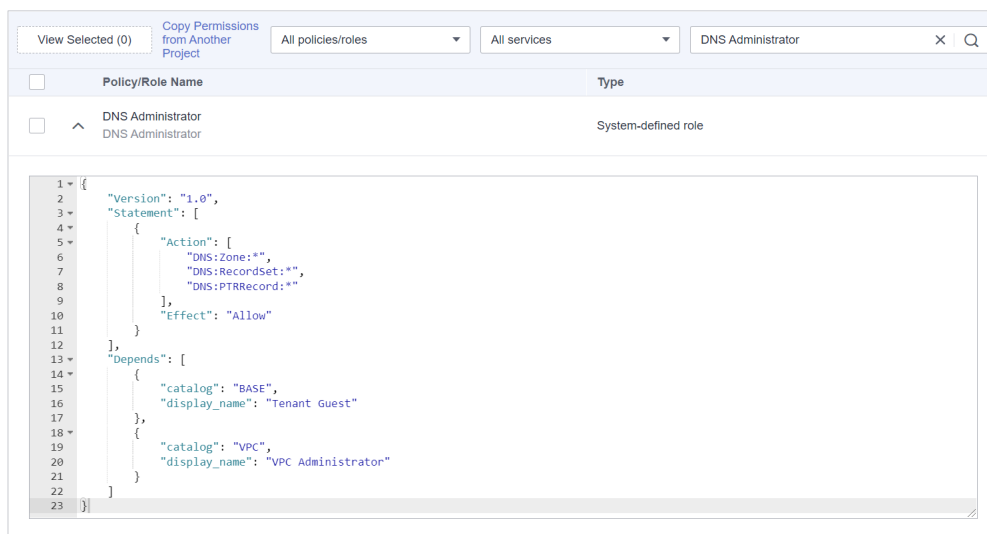 View Selected (0)
Copy Permissions
from Another
Project
All policies/roles
All services
DNS Administrator
Policy/Role Name
Type
DNS Administrator
DNS Administrator
System-defined role
1 {
2 "Version": "1.0",
3 "Statement": [
4 {
5 "Action": [
6 "DNS:Zone:*",
7 "DNS:RecordSet:*",
8 "DNS:PTRRecord:*"
9 ],
10 "Effect": "Allow"
11 }
12 ],
13 "Depends": [
14 {
15 "catalog": "BASE",
16 "display_name": "Tenant Guest"
17 },
18 {
19 "catalog": "VPC",
20 "display_name": "VPC Administrator"
21 }
22 ]
23 }